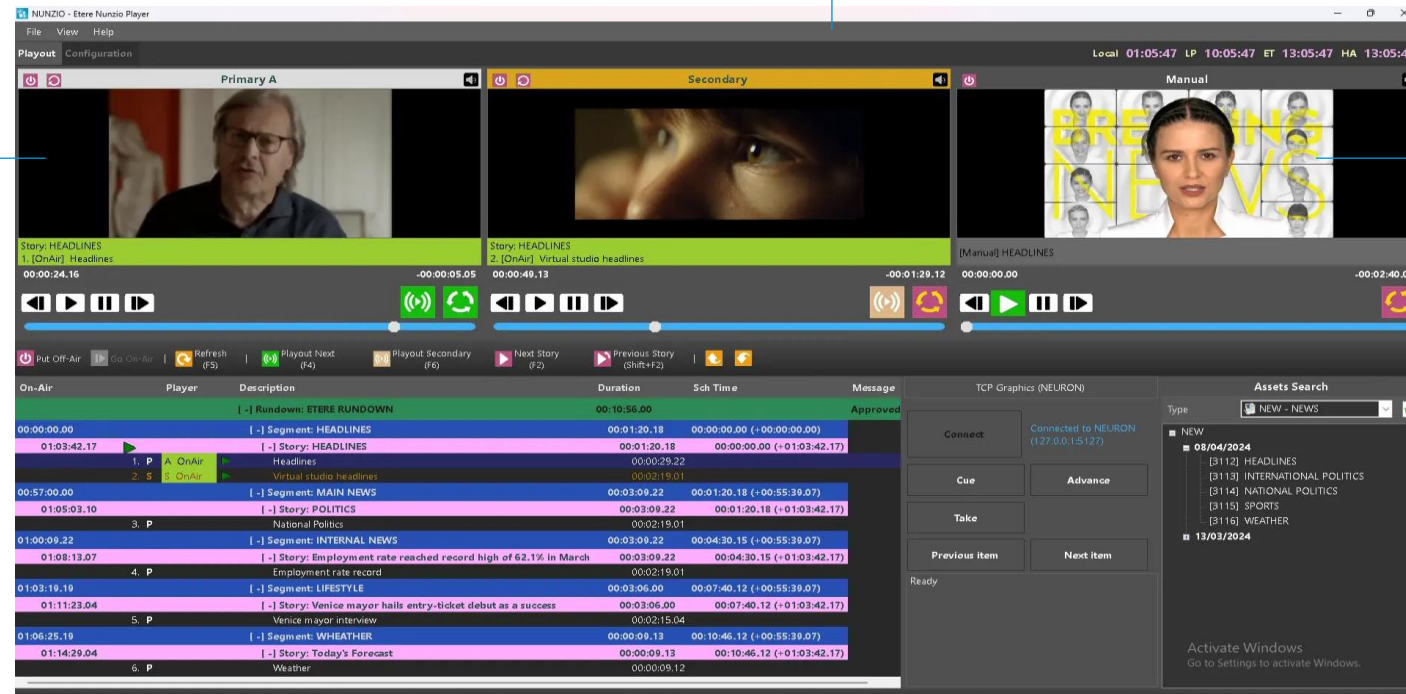 NUNZIO - Etere Nunzio Player
File View Help
Playout Configuration
Local 01:05:47 LP 10:05:47 ET 13:05:47 HA 13:05:4
Primary A
Secondary
Manual
BREAKING
NEWS
Story: HEADLINES
1. [OnAir] Headlines
Story: HEADLINES
2. [OnAir] Virtual studio headlines
[Manual] HEADLINES
00:00:24.16 -00:00:05.05
00:00:49.13 -00:01:29.12
00:00:00.00 -00:02:40.0
Put Off-Air Go On-Air | Refresh (F5) | Playout Next (F4) Playout Secondary (F6) Next Story (F2) Previous Story (Shift+F2) |
On-Air Player Description Duration Sch Time Message
[-] Rundown: ETERE RUNDOWN 00:10:56.00 Approved
00:00:00.00 [-] Segment: HEADLINES 00:01:20.18 00:00:00.00 (+00:00:00.00)
01:03:42.17 [-] Story: HEADLINES 00:01:20.18 00:00:00.00 (+01:03:42.17)
1. P A OnAir Headlines 00:00:29.22
2. S S OnAir Virtual studio headlines 00:02:19.01
00:57:00.00 [-] Segment: MAIN NEWS 00:03:09.22 00:01:20.18 (+00:55:39.07)
01:05:03.10 [-] Story: POLITICS 00:03:09.22 00:01:20.18 (+01:03:42.17)
3. P National Politics 00:02:19.01
01:00:09.22 [-] Segment: INTERNAL NEWS 00:03:09.22 00:04:30.15 (+00:55:39.07)
01:08:13.07 [-] Story: Employment rate reached record high of 62.1% in March 00:03:09.22 00:04:30.15 (+01:03:42.17)
4. P Employment rate record 00:02:19.01
01:03:19.19 [-] Segment: LIFESTYLE 00:03:06.00 00:07:40.12 (+00:55:39.07)
01:11:23.04 [-] Story: Venice mayor hails entry-ticket debut as a success 00:03:06.00 00:07:40.12 (+01:03:42.17)
5. P Venice mayor interview 00:02:15.04
01:06:25.19 [-] Segment: WHEATHER 00:00:09.13 00:10:46.12 (+00:55:39.07)
01:14:29.04 [-] Story: Today's Forecast 00:00:09.13 00:10:46.12 (+01:03:42.17)
6. P Weather 00:00:09.12
TCP Graphics (NEURON)
Connect
Connected to NEURON
(127.0.0.1:5127)
Cue Advance
Take
Previous item Next item
Ready
Assets Search
Type NEW - NEWS
NEW
08/04/2024
[3112] HEADLINES
[3113] INTERNATIONAL POLITICS
[3114] NATIONAL POLITICS
[3115] SPORTS
[3116] WEATHER
13/03/2024
Activate Windows
Go to Settings to activate Windows.